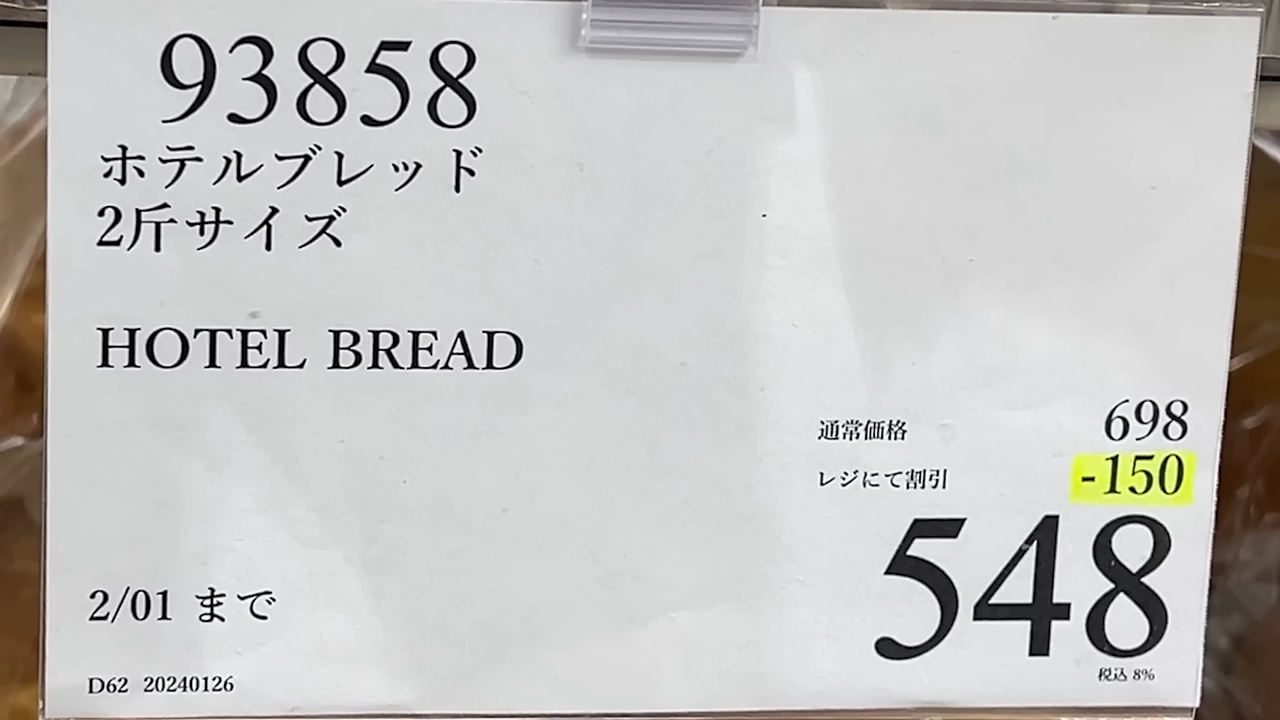 93858
ホテルブレッド
2斤サイズ
HOTEL BREAD
通常価格 698
レジにて割引 -150
548
税込 8%
2/01 まで
D62 20240126